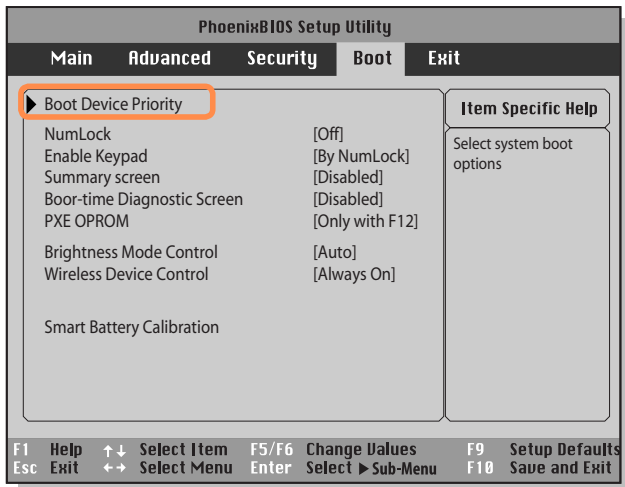 PhoenixBIOS Setup Utility
Main Advanced Security Boot Exit
Boot Device Priority
NumLock [Off]
Enable Keypad [By NumLock]
Summary screen [Disabled]
Boor-time Diagnostic Screen [Disabled]
PXE OPROM [Only with F12]
Brightness Mode Control [Auto]
Wireless Device Control [Always On]
Smart Battery Calibration
Item Specific Help
Select system boot
options
F1 Help ↑↓ Select Item F5/F6 Change Values F9 Setup Defaults
Esc Exit ←→ Select Menu Enter Select ▶ Sub-Menu F10 Save and Exit